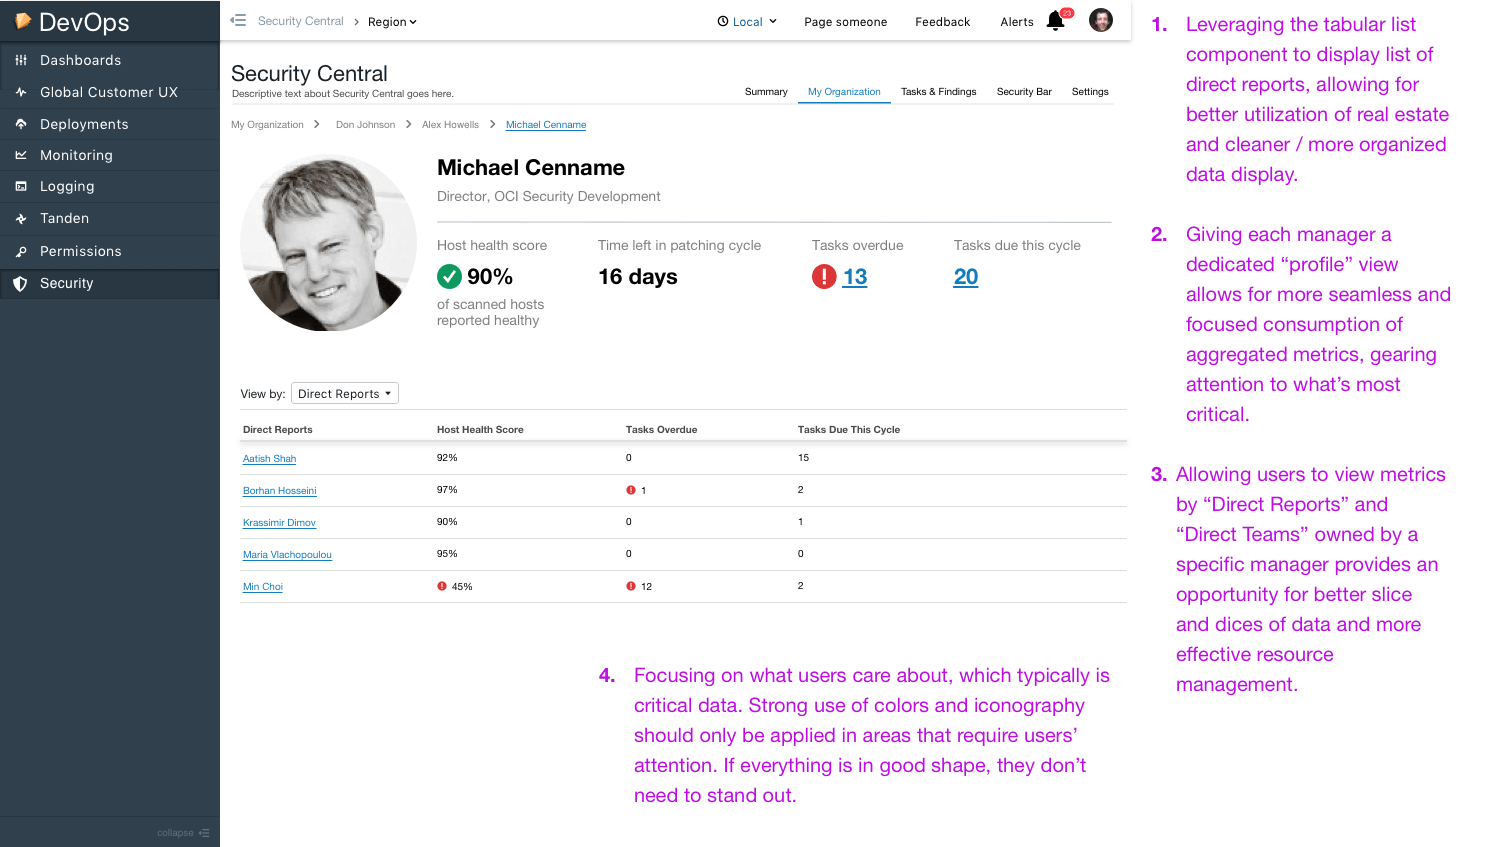 DevOps
Dashboards
Global Customer UX
Deployments
Monitoring
Logging
Tanden
Permissions
Security
collapse
Security Central > Region
Local
Page someone
Feedback
Alerts
23
Security Central
Descriptive text about Security Central goes here.
Summary
My Organization
Tasks & Findings
Security Bar
Settings
My Organization > Don Johnson > Alex Howells > Michael Cenname
Michael Cenname
Director, OCI Security Development
Host health score
90%
of scanned hosts
reported healthy
Time left in patching cycle
16 days
Tasks overdue
13
Tasks due this cycle
20
View by: Direct Reports
Direct Reports Host Health Score Tasks Overdue Tasks Due This Cycle
Aatish Shah 92% 0 15
Borhan Hosseini 97% 1 2
Krassimir Dimov 90% 0 1
Maria Vlachopoulou 95% 0 0
Min Choi 45% 12 2
1. Leveraging the tabular list
component to display list of
direct reports, allowing for
better utilization of real estate
and cleaner / more organized
data display.
2. Giving each manager a
dedicated “profile” view
allows for more seamless and
focused consumption of
aggregated metrics, gearing
attention to what’s most
critical.
3. Allowing users to view metrics
by “Direct Reports” and
“Direct Teams” owned by a
specific manager provides an
opportunity for better slice
and dices of data and more
effective resource
management.
4. Focusing on what users care about, which typically is
critical data. Strong use of colors and iconography
should only be applied in areas that require users’
attention. If everything is in good shape, they don’t
need to stand out.